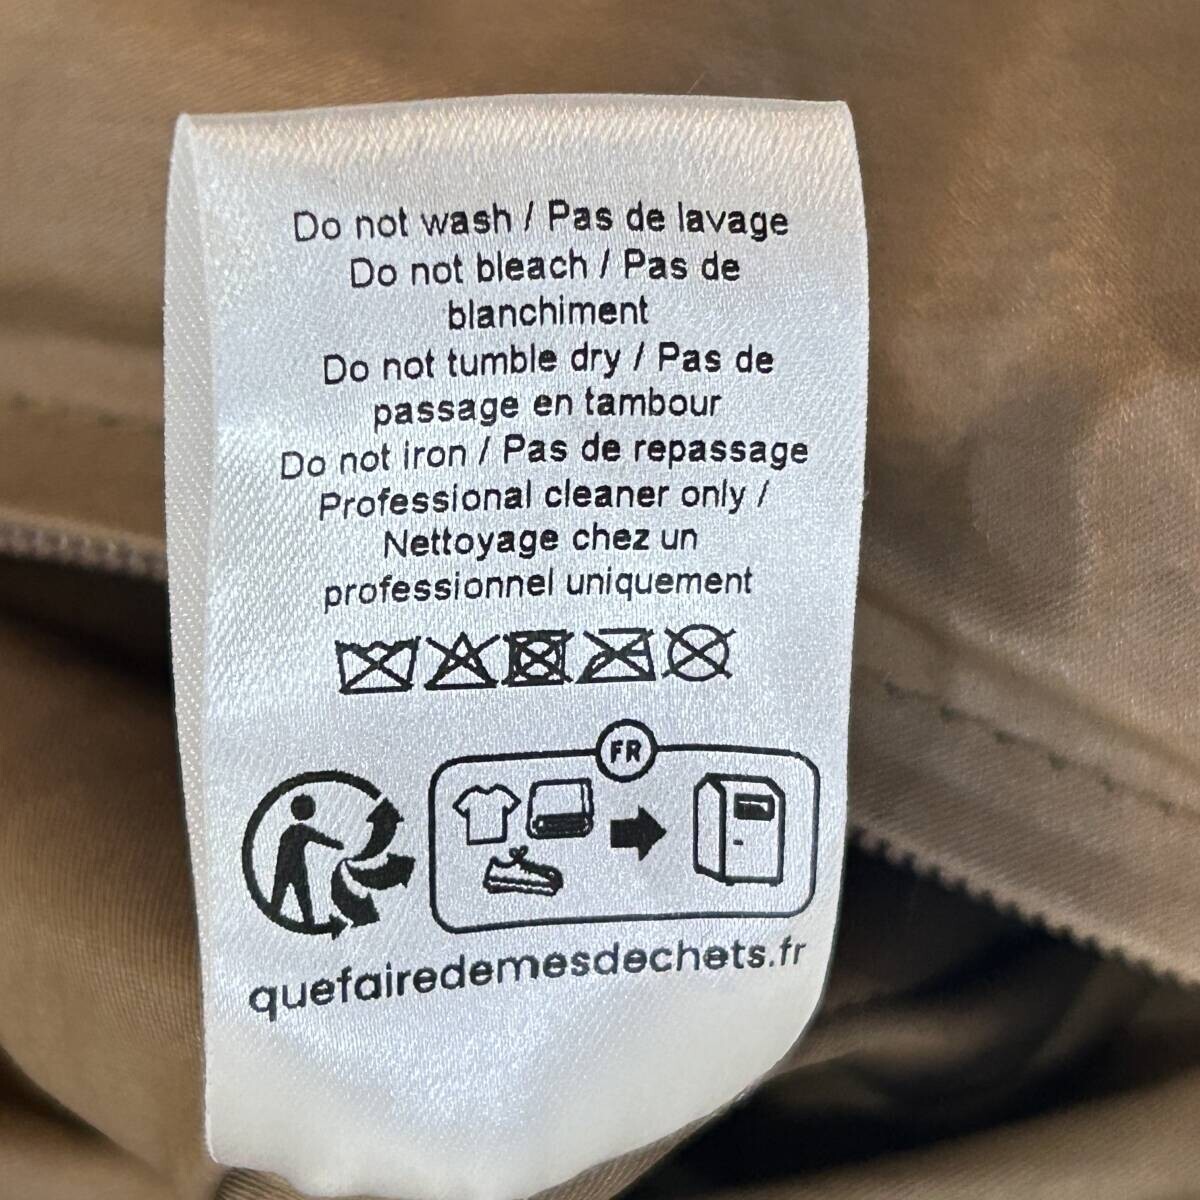 Do not wash / Pas de lavage
Do not bleach / Pas de
blanchiment
Do not tumble dry / Pas de
passage en tambour
Do not iron / Pas de repassage
Professional cleaner only /
Nettoyage chez un
professionnel uniquement
FR
quefairedemesdechets.fr